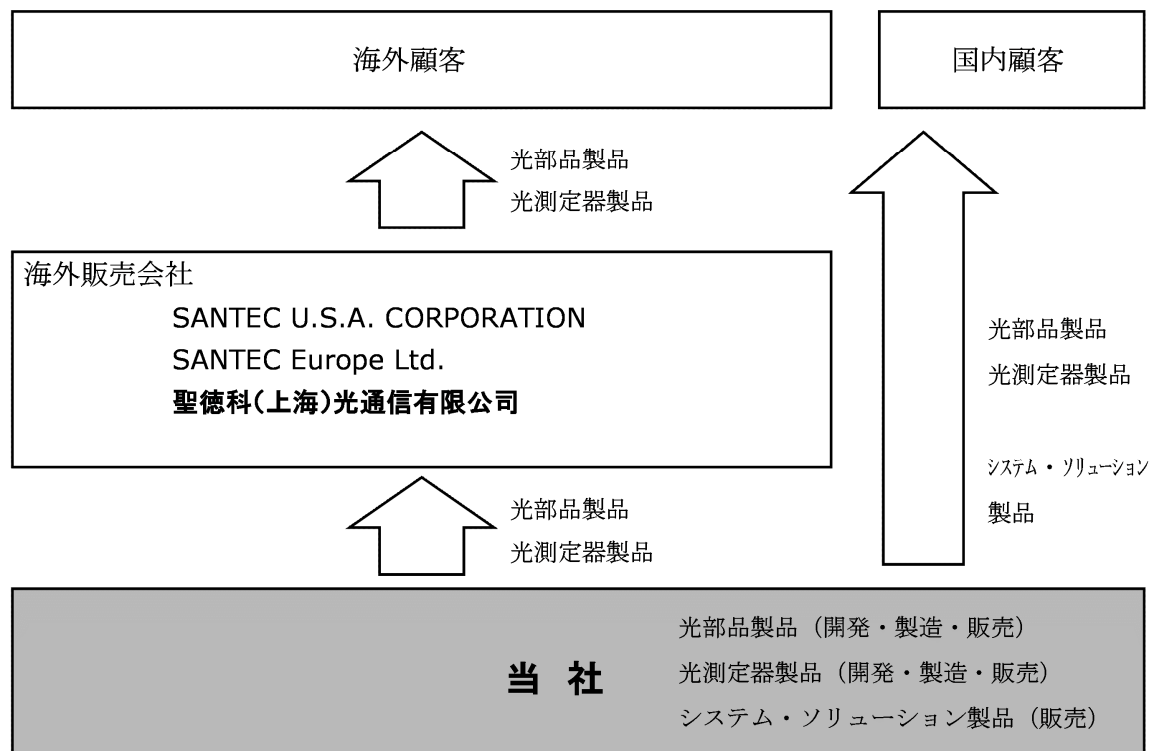 海外顧客
国内顧客
光部品製品
光測定器製品
海外販売会社
SANTEC U.S.A. CORPORATION
SANTEC Europe Ltd.
聖徳科（上海）光通信有限公司
光部品製品
光測定器製品
システム・ソリューション
製品
光部品製品
光測定器製品
当 社
光部品製品（開発・製造・販売）
光測定器製品（開発・製造・販売）
システム・ソリューション製品（販売）